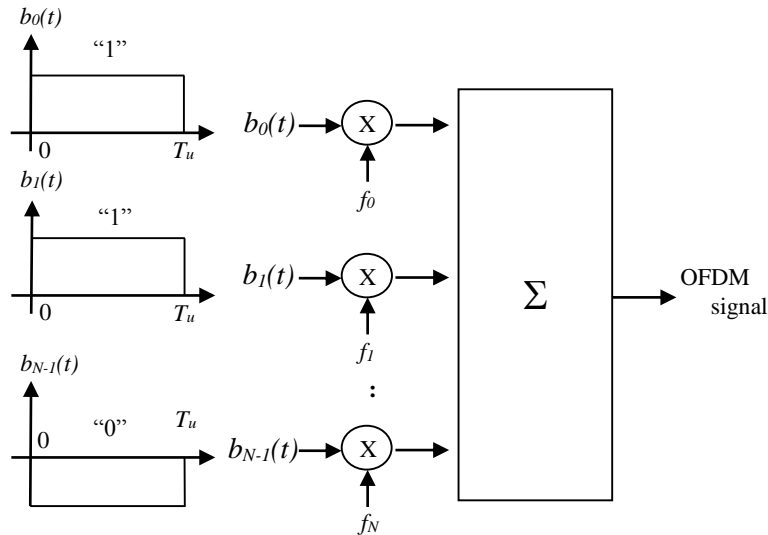 b0(t)
“1”
0
Tu
b0(t)
X
f0
b1(t)
“1”
0
Tu
b1(t)
X
f1
:
bN-1(t)
“0”
0
Tu
bN-1(t)
X
fN
Σ
OFDM
signal